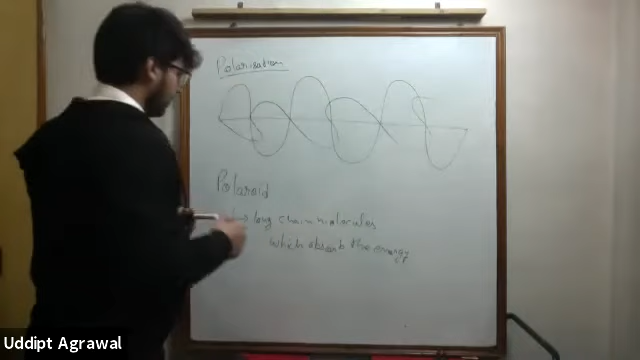 Polarisation
Polaroid
↳ long chain molecules
which absorb the energy
Uddipt Agrawal